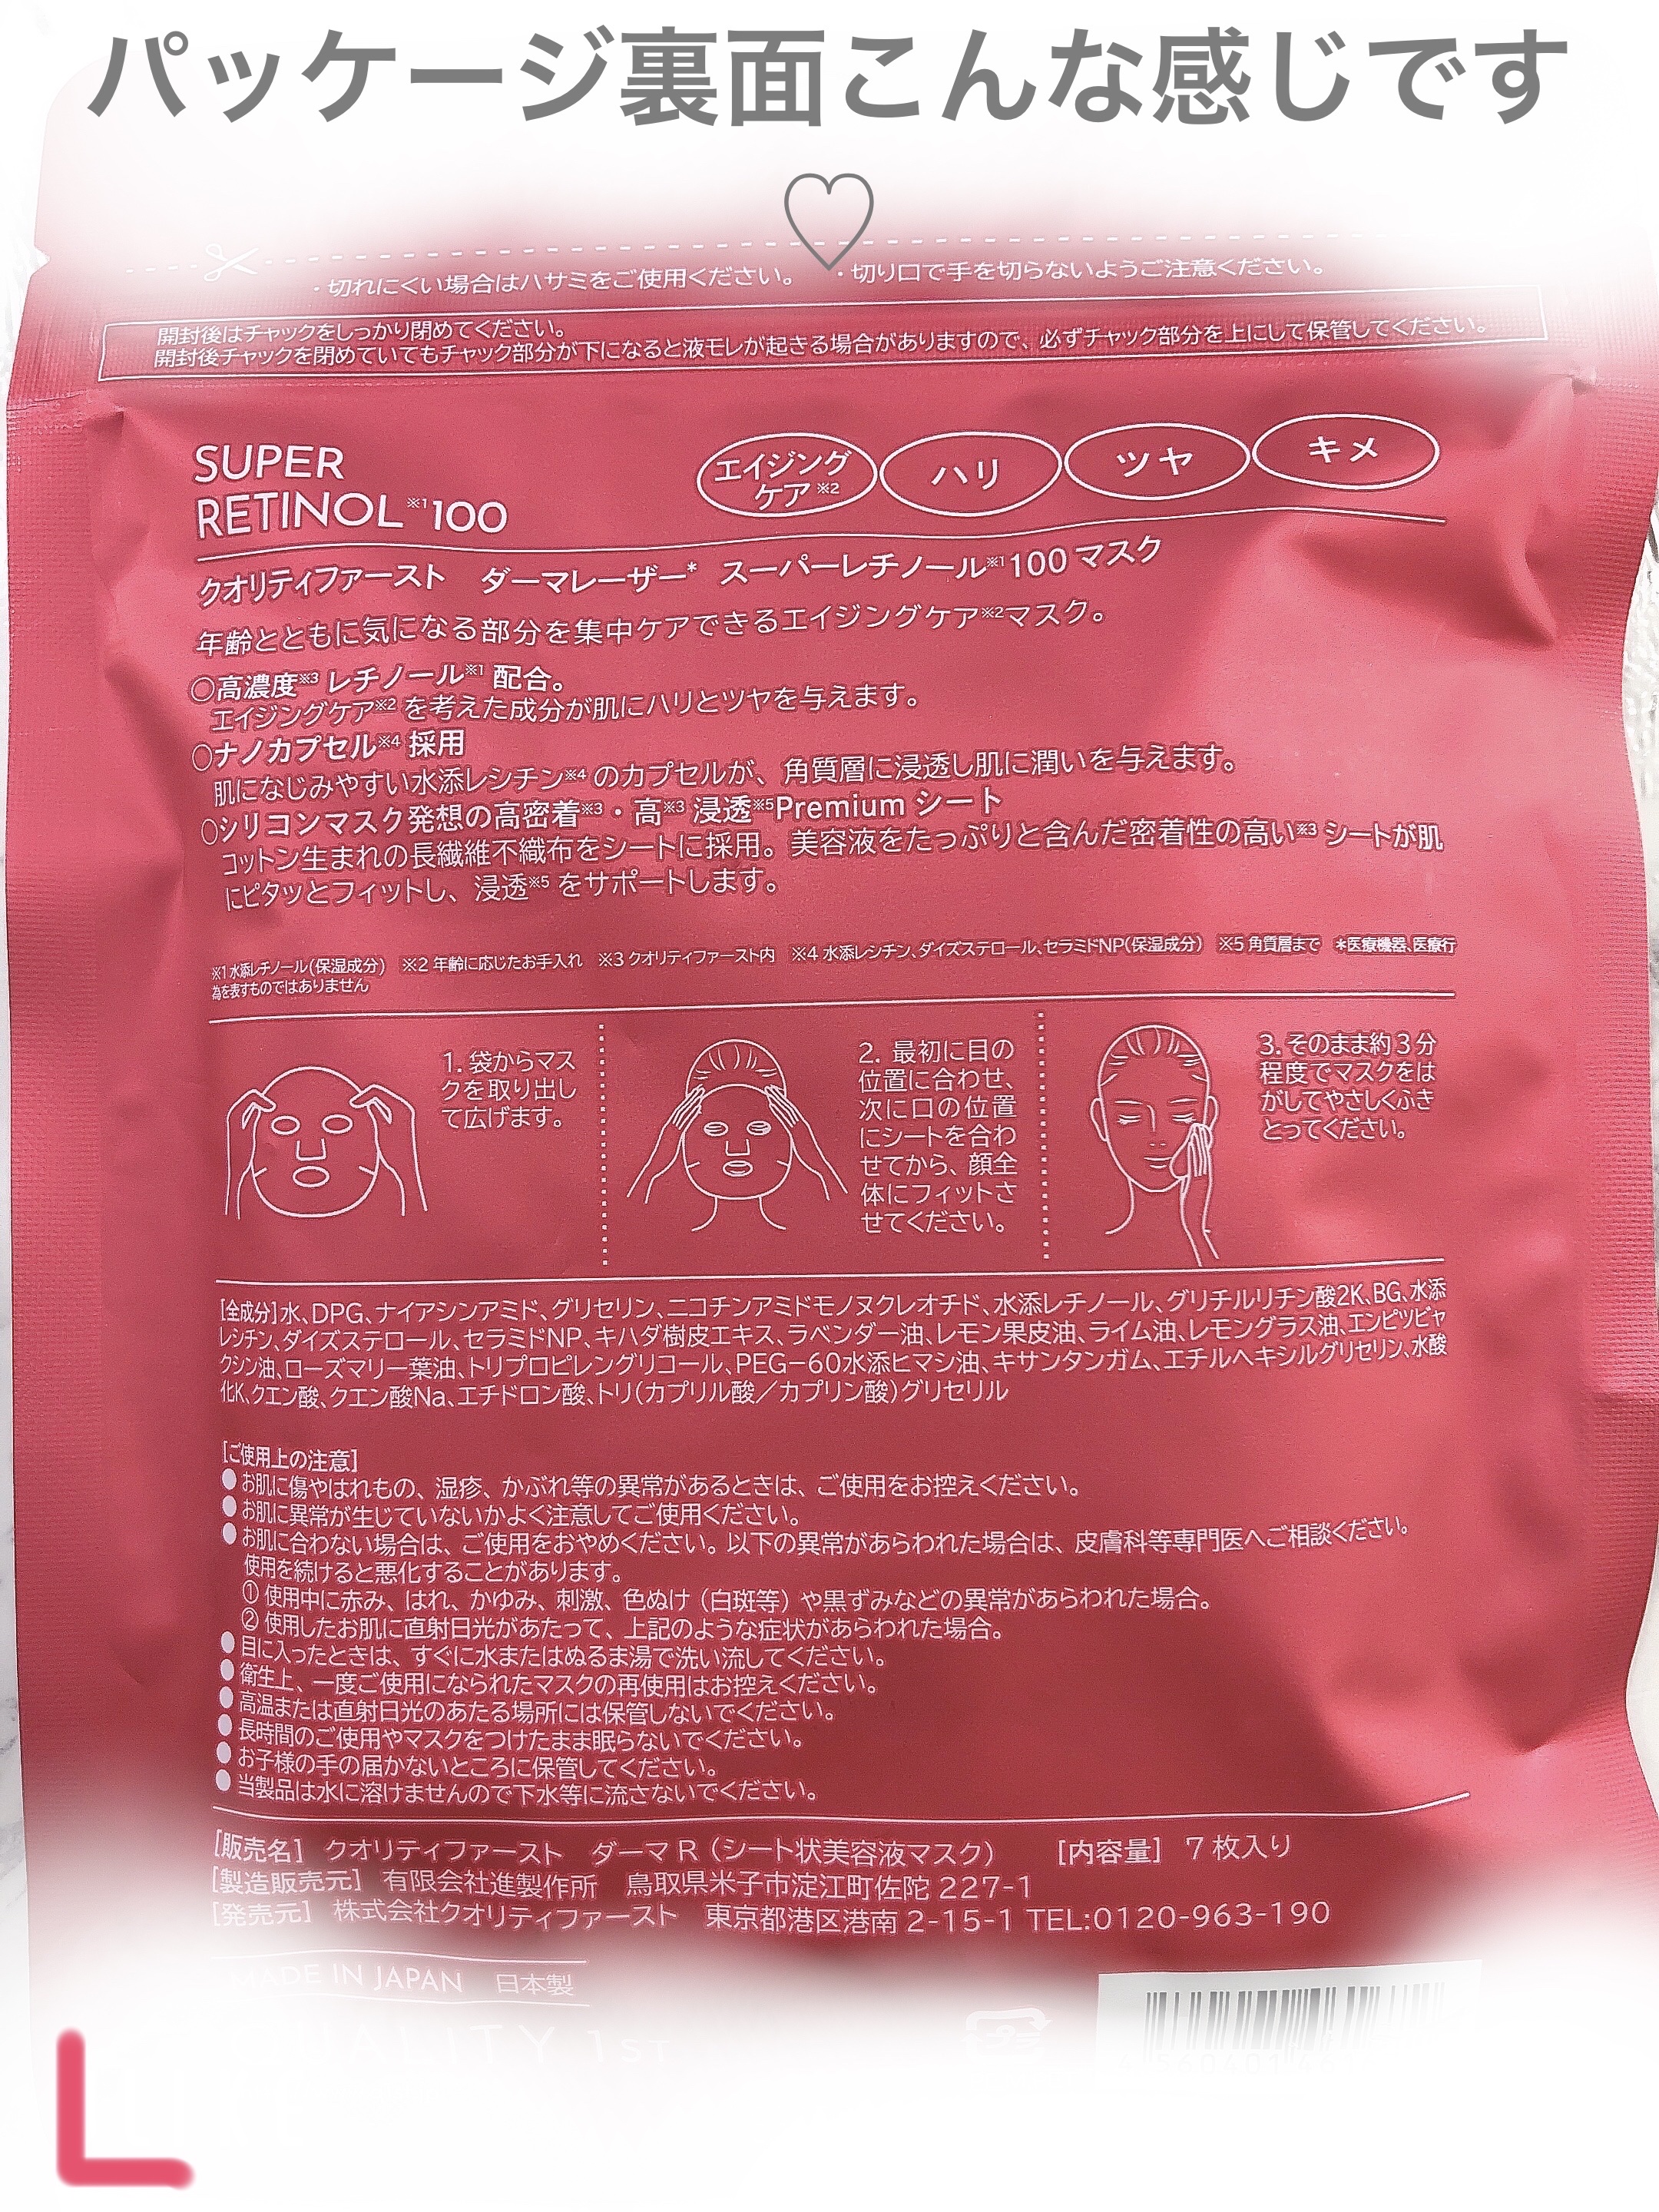 パッケージ裏面こんな感じです
♡
・切れにくい場合はハサミをご使用ください。 ・切り口で手を切らないようご注意ください。
開封後はチャックをしっかり閉めてください。
開封後チャックを閉めていてもチャック部分が下になると液モレが起きる場合がありますので、必ずチャック部分を上にして保管してください。
SUPER
RETINOL※1 100
エイジング
ケア※2
ハリ
ツヤ
キメ
クオリティファースト ダーマレーザー* スーパーレチノール※1 100 マスク
年齢とともに気になる部分を集中ケアできるエイジングケア※2マスク。
○高濃度※3 レチノール※1 配合。
エイジングケア※2 を考えた成分が肌にハリとツヤを与えます。
○ナノカプセル※4 採用
肌になじみやすい水添レシチン※4 のカプセルが、角質層に浸透し肌に潤いを与えます。
○シリコンマスク発想の高密着※3・高※3 浸透※5Premium シート
コットン生まれの長繊維不織布をシートに採用。美容液をたっぷりと含んだ密着性の高い※3 シートが肌
にピタッとフィットし、浸透※5 をサポートします。
※1 水添レチノール(保湿成分) ※2 年齢に応じたお手入れ ※3 クオリティファースト内 ※4 水添レシチン、ダイズステロール、セラミドNP(保湿成分) ※5 角質層まで *医療機器、医療行
為を表すものではありません
1. 袋からマス
クを取り出し
て広げます。
2. 最初に目の
位置に合わせ、
次に口の位置
にシートを合わ
せてから、顔全
体にフィットさ
せてください。
3. そのまま約3分
程度でマスクをは
がしてやさしくふき
とってください。
[全成分]水、DPG、ナイアシンアミド、グリセリン、ニコチンアミドモノヌクレオチド、水添レチノール、グリチルリチン酸2K、BG、水添
レシチン、ダイズステロール、セラミドNP、キハダ樹皮エキス、ラベンダー油、レモン果皮油、ライム油、レモングラス油、エンピツビャ
クシン油、ローズマリー葉油、トリプロピレングリコール、PEG-60水添ヒマシ油、キサンタンガム、エチルヘキシルグリセリン、水酸
化K、クエン酸、クエン酸Na、エチドロン酸、トリ(カプリル酸/カプリン酸)グリセリル
[ご使用上の注意]
●お肌に傷やはれもの、湿疹、かぶれ等の異常があるときは、ご使用をお控えください。
●お肌に異常が生じていないかよく注意してご使用ください。
●お肌に合わない場合は、ご使用をおやめください。以下の異常があらわれた場合は、皮膚科等専門医へご相談ください。
使用を続けると悪化することがあります。
① 使用中に赤み、はれ、かゆみ、刺激、色ぬけ(白斑等)や黒ずみなどの異常があらわれた場合。
② 使用したお肌に直射日光があたって、上記のような症状があらわれた場合。
●目に入ったときは、すぐに水またはぬるま湯で洗い流してください。
●衛生上、一度ご使用になられたマスクの再使用はお控えください。
●高温または直射日光のあたる場所には保管しないでください。
●長時間のご使用やマスクをつけたまま眠らないでください。
●お子様の手の届かないところに保管してください。
●当製品は水に溶けませんので下水等に流さないでください。
[販売名] クオリティファースト ダーマ R(シート状美容液マスク) [内容量] 7 枚入り
[製造販売元] 有限会社進製作所 鳥取県米子市淀江町佐陀 227-1
[発売元] 株式会社クオリティファースト 東京都港区港南 2-15-1 TEL:0120-963-190
MADE IN JAPAN 日本製
QUALITY 1ST